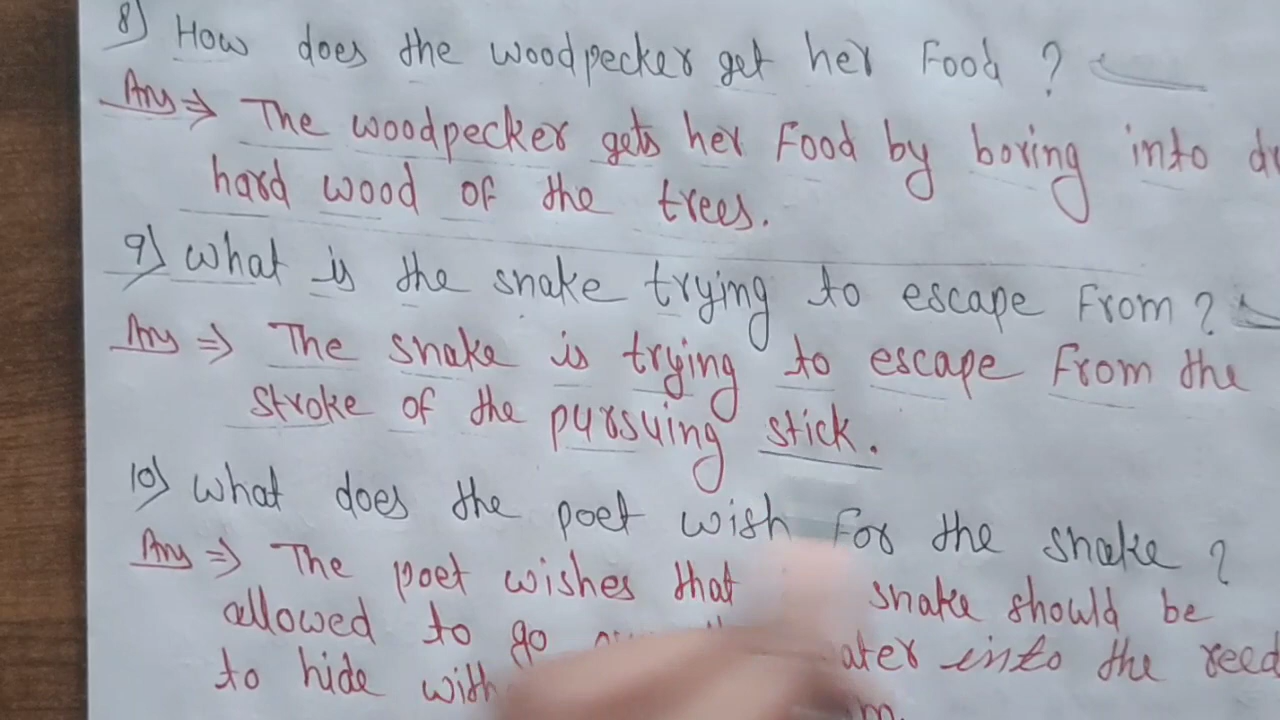 8) How does the woodpecker get her Food ?
Ans ⇒ The woodpecker gets her Food by boring into
hard wood of the trees.
9) What is the snake trying to escape From ?
Ans ⇒ The snake is trying to escape From the
stroke of the pursuing stick.
10) What does the poet wish For the snake ?
Ans ⇒ The poet wishes that snake should be
allowed to go into the reed
to hide